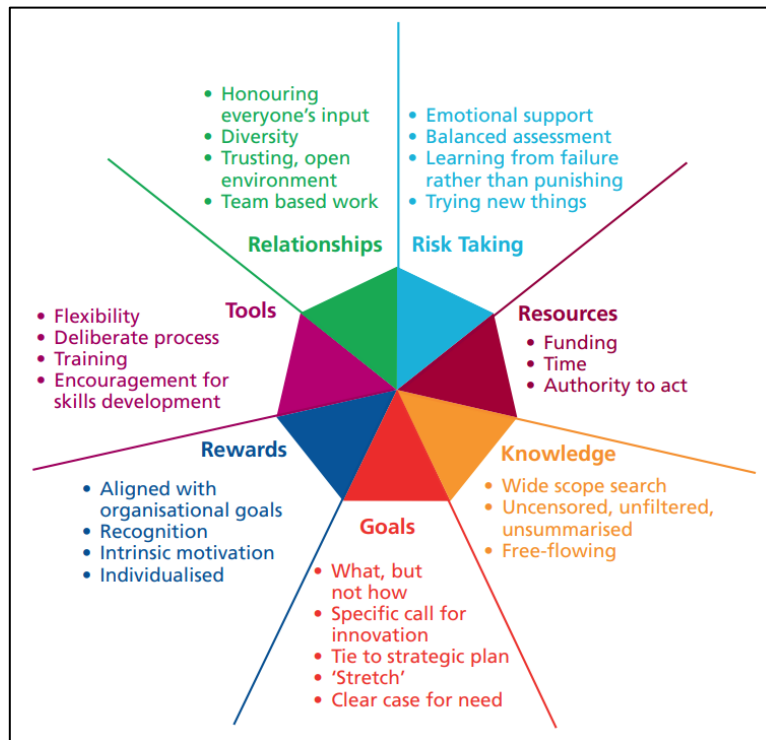 • Honouring
everyone's input
• Diversity
• Trusting, open
environment
• Team based work
Relationships
• Emotional support
• Balanced assessment
• Learning from failure
rather than punishing
• Trying new things
Risk Taking
Resources
• Funding
• Time
• Authority to act
Knowledge
• Wide scope search
• Uncensored, unfiltered,
unsummarised
• Free-flowing
Goals
• What, but
not how
• Specific call for
innovation
• Tie to strategic plan
• ‘Stretch’
• Clear case for need
Rewards
• Aligned with
organisational goals
• Recognition
• Intrinsic motivation
• Individualised
Tools
• Flexibility
• Deliberate process
• Training
• Encouragement for
skills development